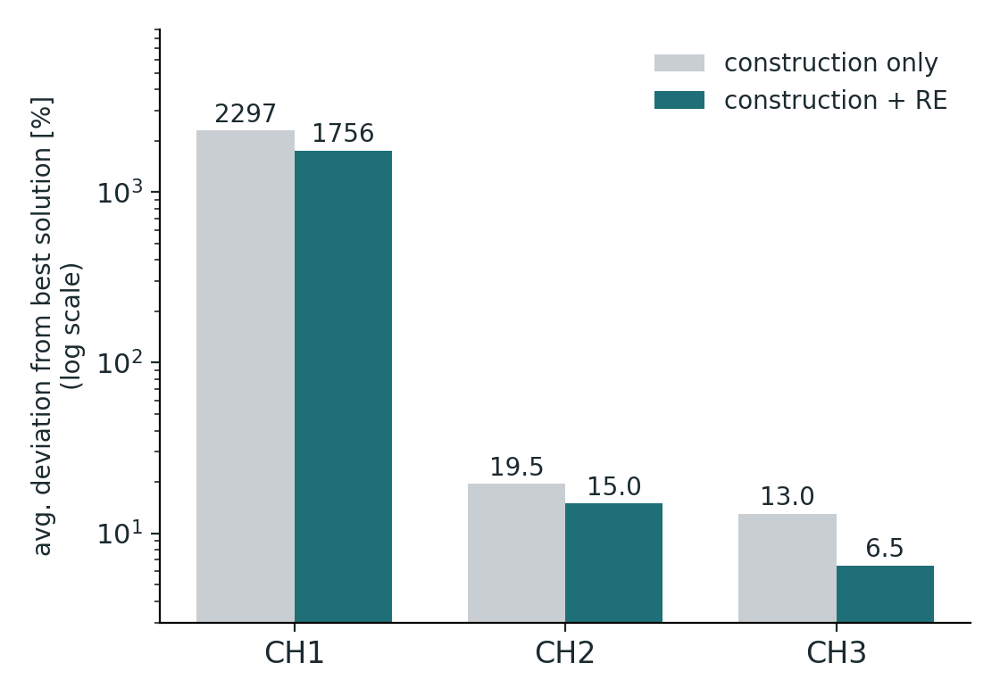 construction only
construction + RE
avg. deviation from best solution [%]
(log scale)
10³
10²
10¹
2297
1756
19.5
15.0
13.0
6.5
CH1
CH2
CH3